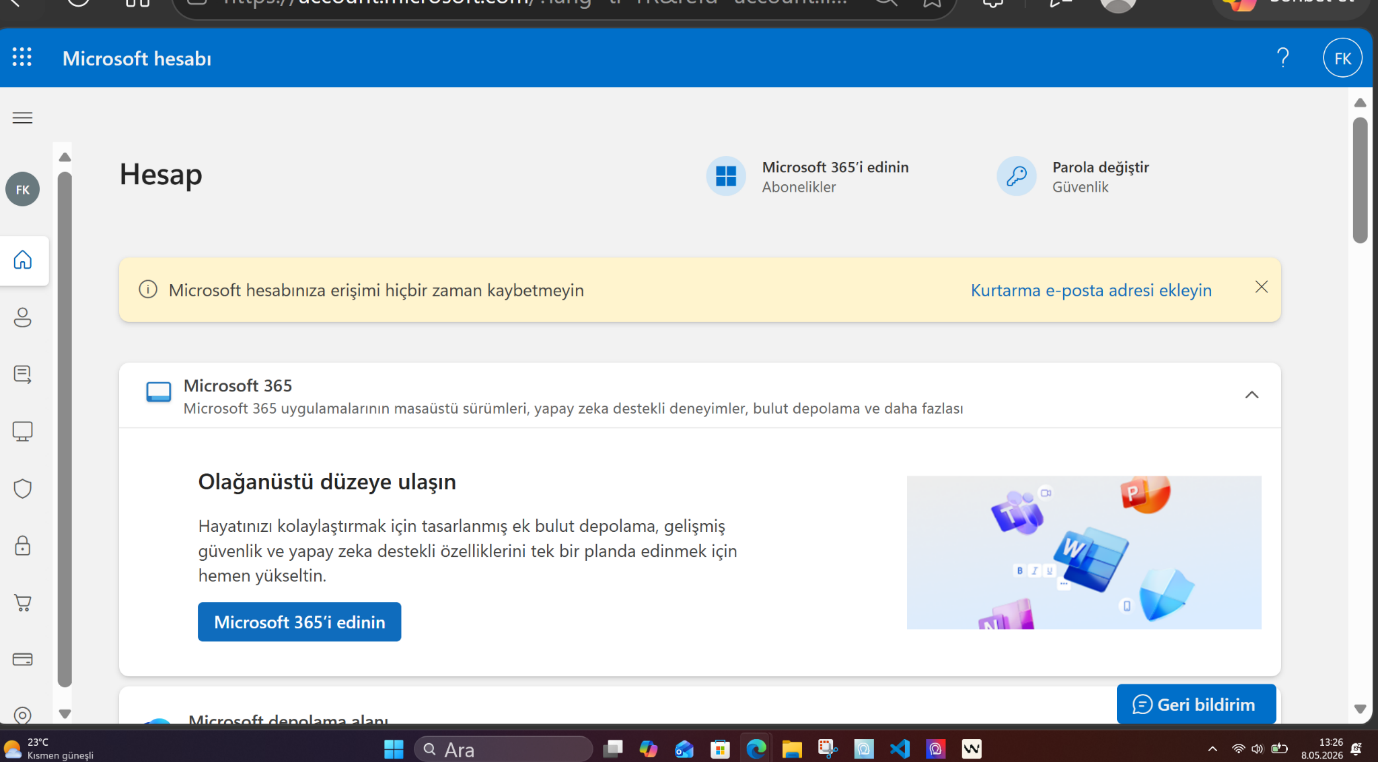 Microsoft hesabı
?
FK
FK
Hesap
Microsoft 365'i edinin
Abonelikler
Parola değiştir
Güvenlik
Microsoft hesabınıza erişimi hiçbir zaman kaybetmeyin
Kurtarma e-posta adresi ekleyin
Microsoft 365
Microsoft 365 uygulamalarının masaüstü sürümleri, yapay zeka destekli deneyimler, bulut depolama ve daha fazlası
Olağanüstü düzeye ulaşın
Hayatınızı kolaylaştırmak için tasarlanmış ek bulut depolama, gelişmiş
güvenlik ve yapay zeka destekli özelliklerini tek bir planda edinmek için
hemen yükseltin.
Microsoft 365'i edinin
T
P
W
B I U
N
Microsoft depolama alanı
Geri bildirim
23°C
Kısmen güneşli
Ara
13:26
8.05.2026